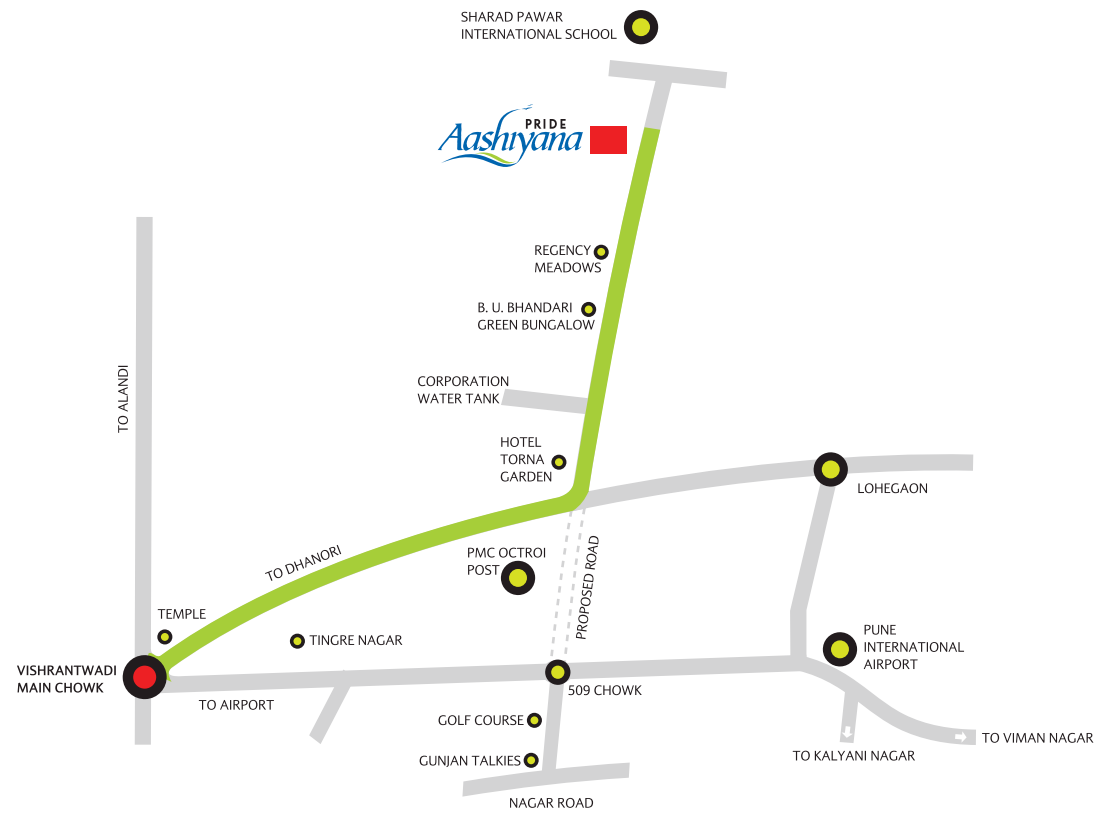 SHARAD PAWAR
INTERNATIONAL SCHOOL
PRIDE
Aashiyana
REGENCY
MEADOWS
B. U. BHANDARI
GREEN BUNGALOW
TO ALANDI
CORPORATION
WATER TANK
HOTEL
TORNA
GARDEN
LOHEGAON
TO DHANORI
PMC OCTROI
POST
PROPOSED ROAD
TEMPLE
TINGRE NAGAR
PUNE
INTERNATIONAL
AIRPORT
VISHRANTWADI
MAIN CHOWK
TO AIRPORT
509 CHOWK
GOLF COURSE
TO VIMAN NAGAR
TO KALYANI NAGAR
GUNJAN TALKIES
NAGAR ROAD